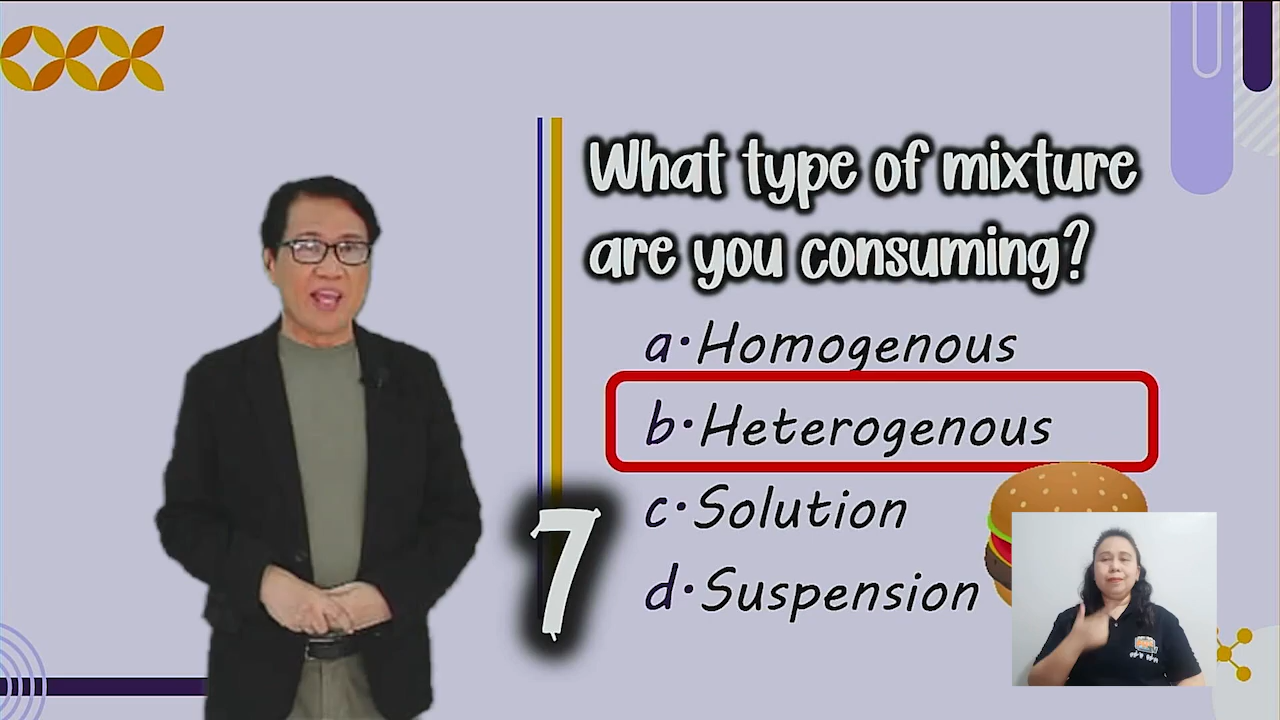 What type of mixture
are you consuming?
a. Homogenous
b. Heterogenous
c. Solution
d. Suspension
7